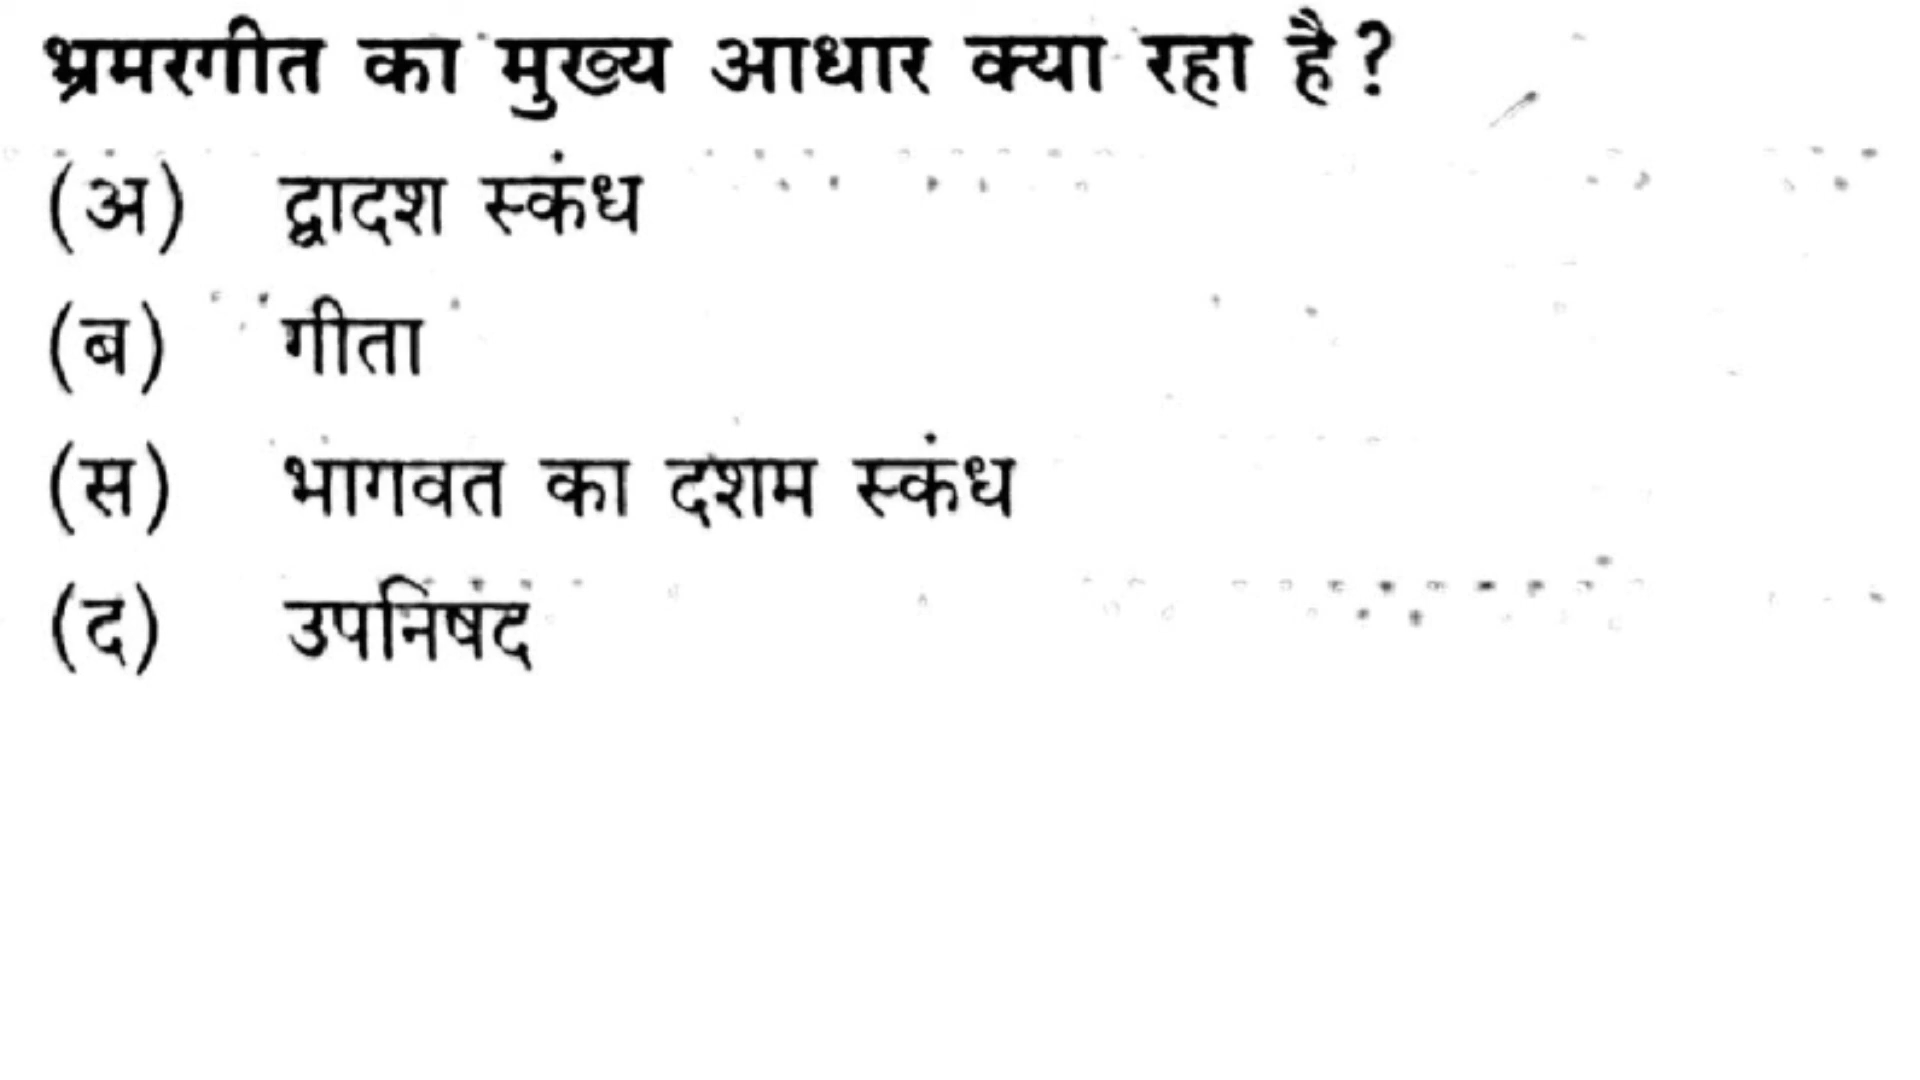 भ्रमरगीत का मुख्य आधार क्या रहा है?
(अ) द्वादश स्कंध
(ब) गीता
(स) भागवत का दशम स्कंध
(द) उपनिषद